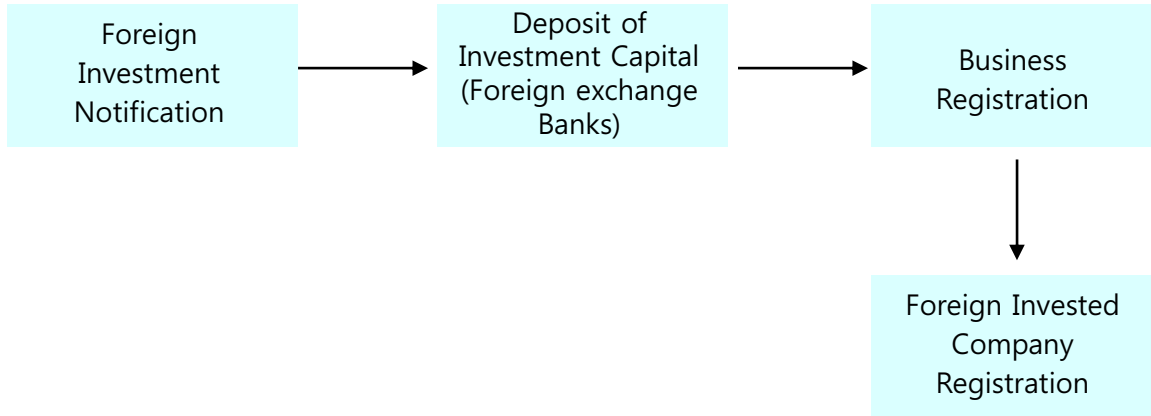 Foreign
Investment
Notification
Deposit of
Investment Capital
(Foreign exchange
Banks)
Business
Registration
Foreign Invested
Company
Registration